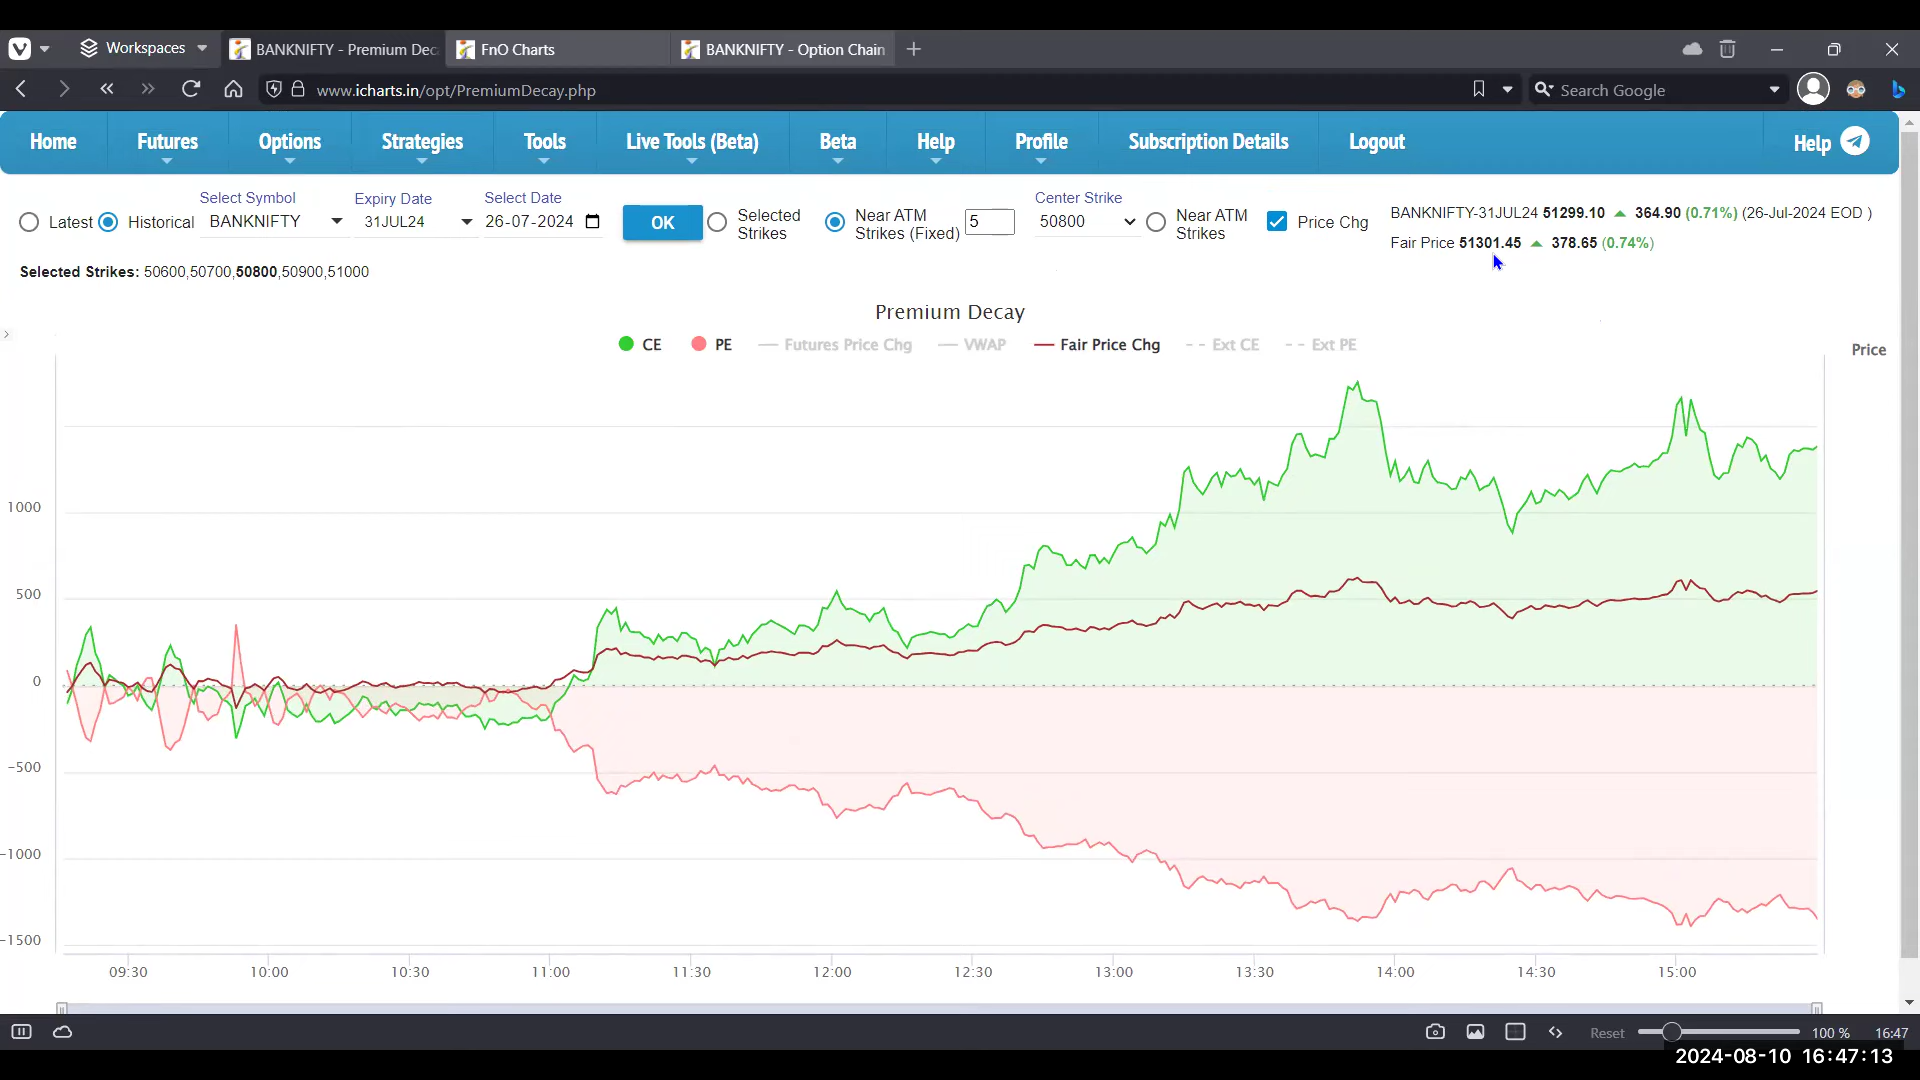 Workspaces
BANKNIFTY - Premium Dec
FnO Charts
BANKNIFTY - Option Chain
www.icharts.in/opt/PremiumDecay.php
Search Google
Home Futures Options Strategies Tools Live Tools (Beta) Beta Help Profile Subscription Details Logout Help
Latest Historical
Select Symbol
BANKNIFTY
Expiry Date
31JUL24
Select Date
26-07-2024
OK
Selected Strikes
Near ATM Strikes (Fixed) 5
Center Strike
50800
Near ATM Strikes
Price Chg
BANKNIFTY-31JUL24 51299.10 ▲ 364.90 (0.71%) (26-Jul-2024 EOD )
Fair Price 51301.45 ▲ 378.65 (0.74%)
Selected Strikes: 50600,50700,50800,50900,51000
Premium Decay
CE PE Futures Price Chg VWAP Fair Price Chg Ext CE Ext PE
Price
1000
500
0
-500
-1000
-1500
09:30 10:00 10:30 11:00 11:30 12:00 12:30 13:00 13:30 14:00 14:30 15:00
Reset 100 % 16:47
2024-08-10 16:47:13